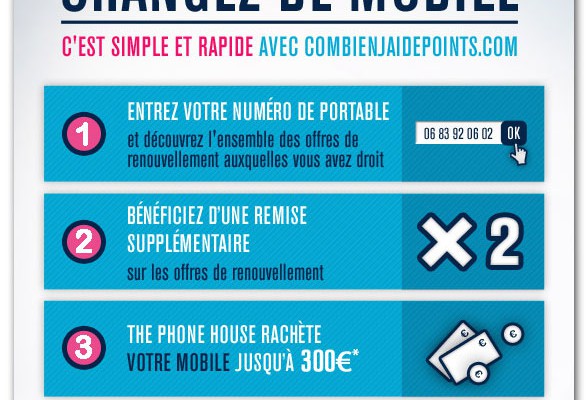 CHANGEZ DE MOBILE
C'EST SIMPLE ET RAPIDE AVEC COMBIENJAIDEPOINTS.COM
1
ENTREZ VOTRE NUMÉRO DE PORTABLE
et découvrez l'ensemble des offres de
renouvellement auxquelles vous avez droit
06 83 92 06 02 OK
2
BÉNÉFICIEZ D'UNE REMISE
SUPPLÉMENTAIRE
sur les offres de renouvellement
X 2
3
THE PHONE HOUSE RACHÈTE
VOTRE MOBILE JUSQU'À 300€*
€
€
€
€